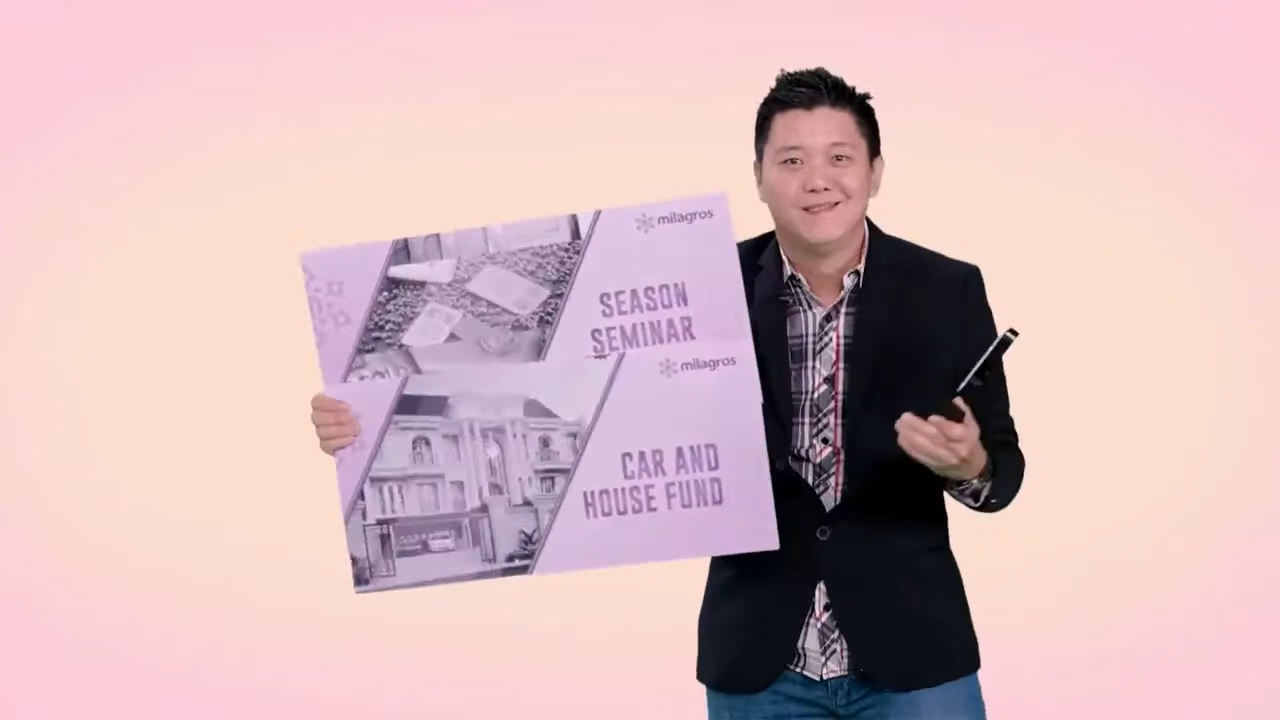 milagros
SEASON
SEMINAR
milagros
CAR AND
HOUSE FUND